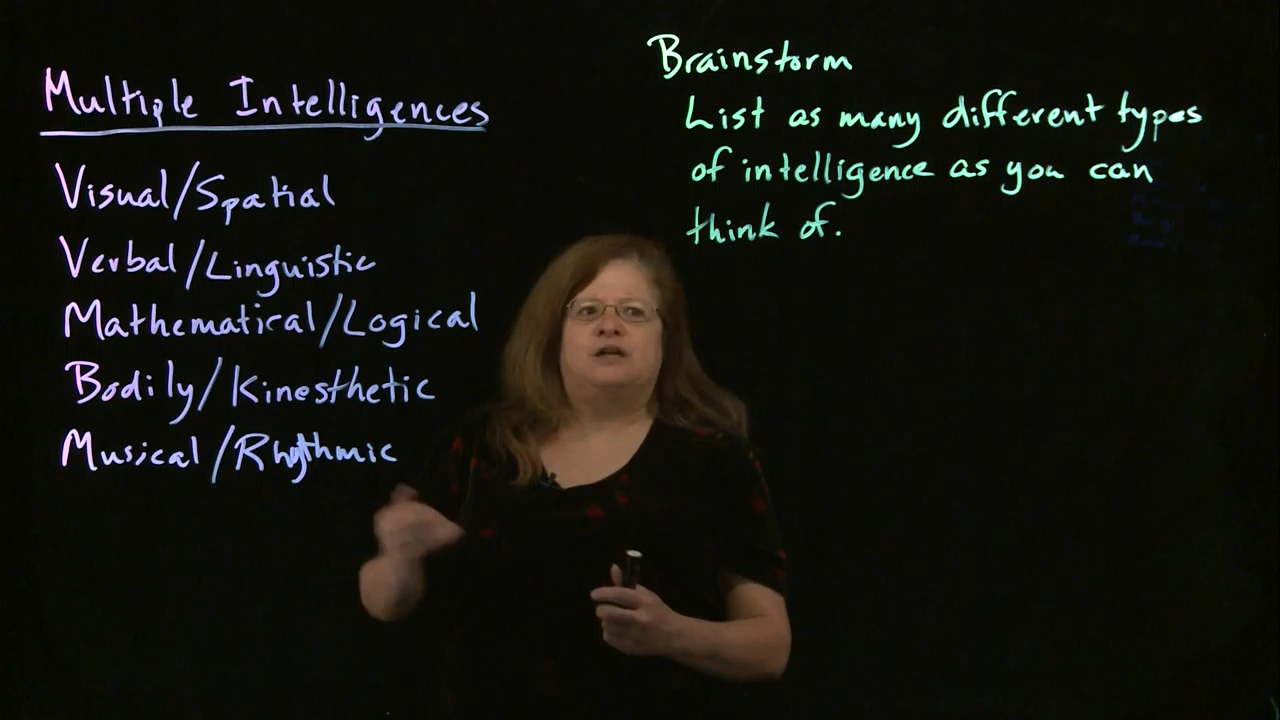 Multiple Intelligences
Visual/Spatial
Verbal/Linguistic
Mathematical/Logical
Bodily/Kinesthetic
Musical/Rhythmic
Brainstorm
List as many different types
of intelligence as you can
think of.